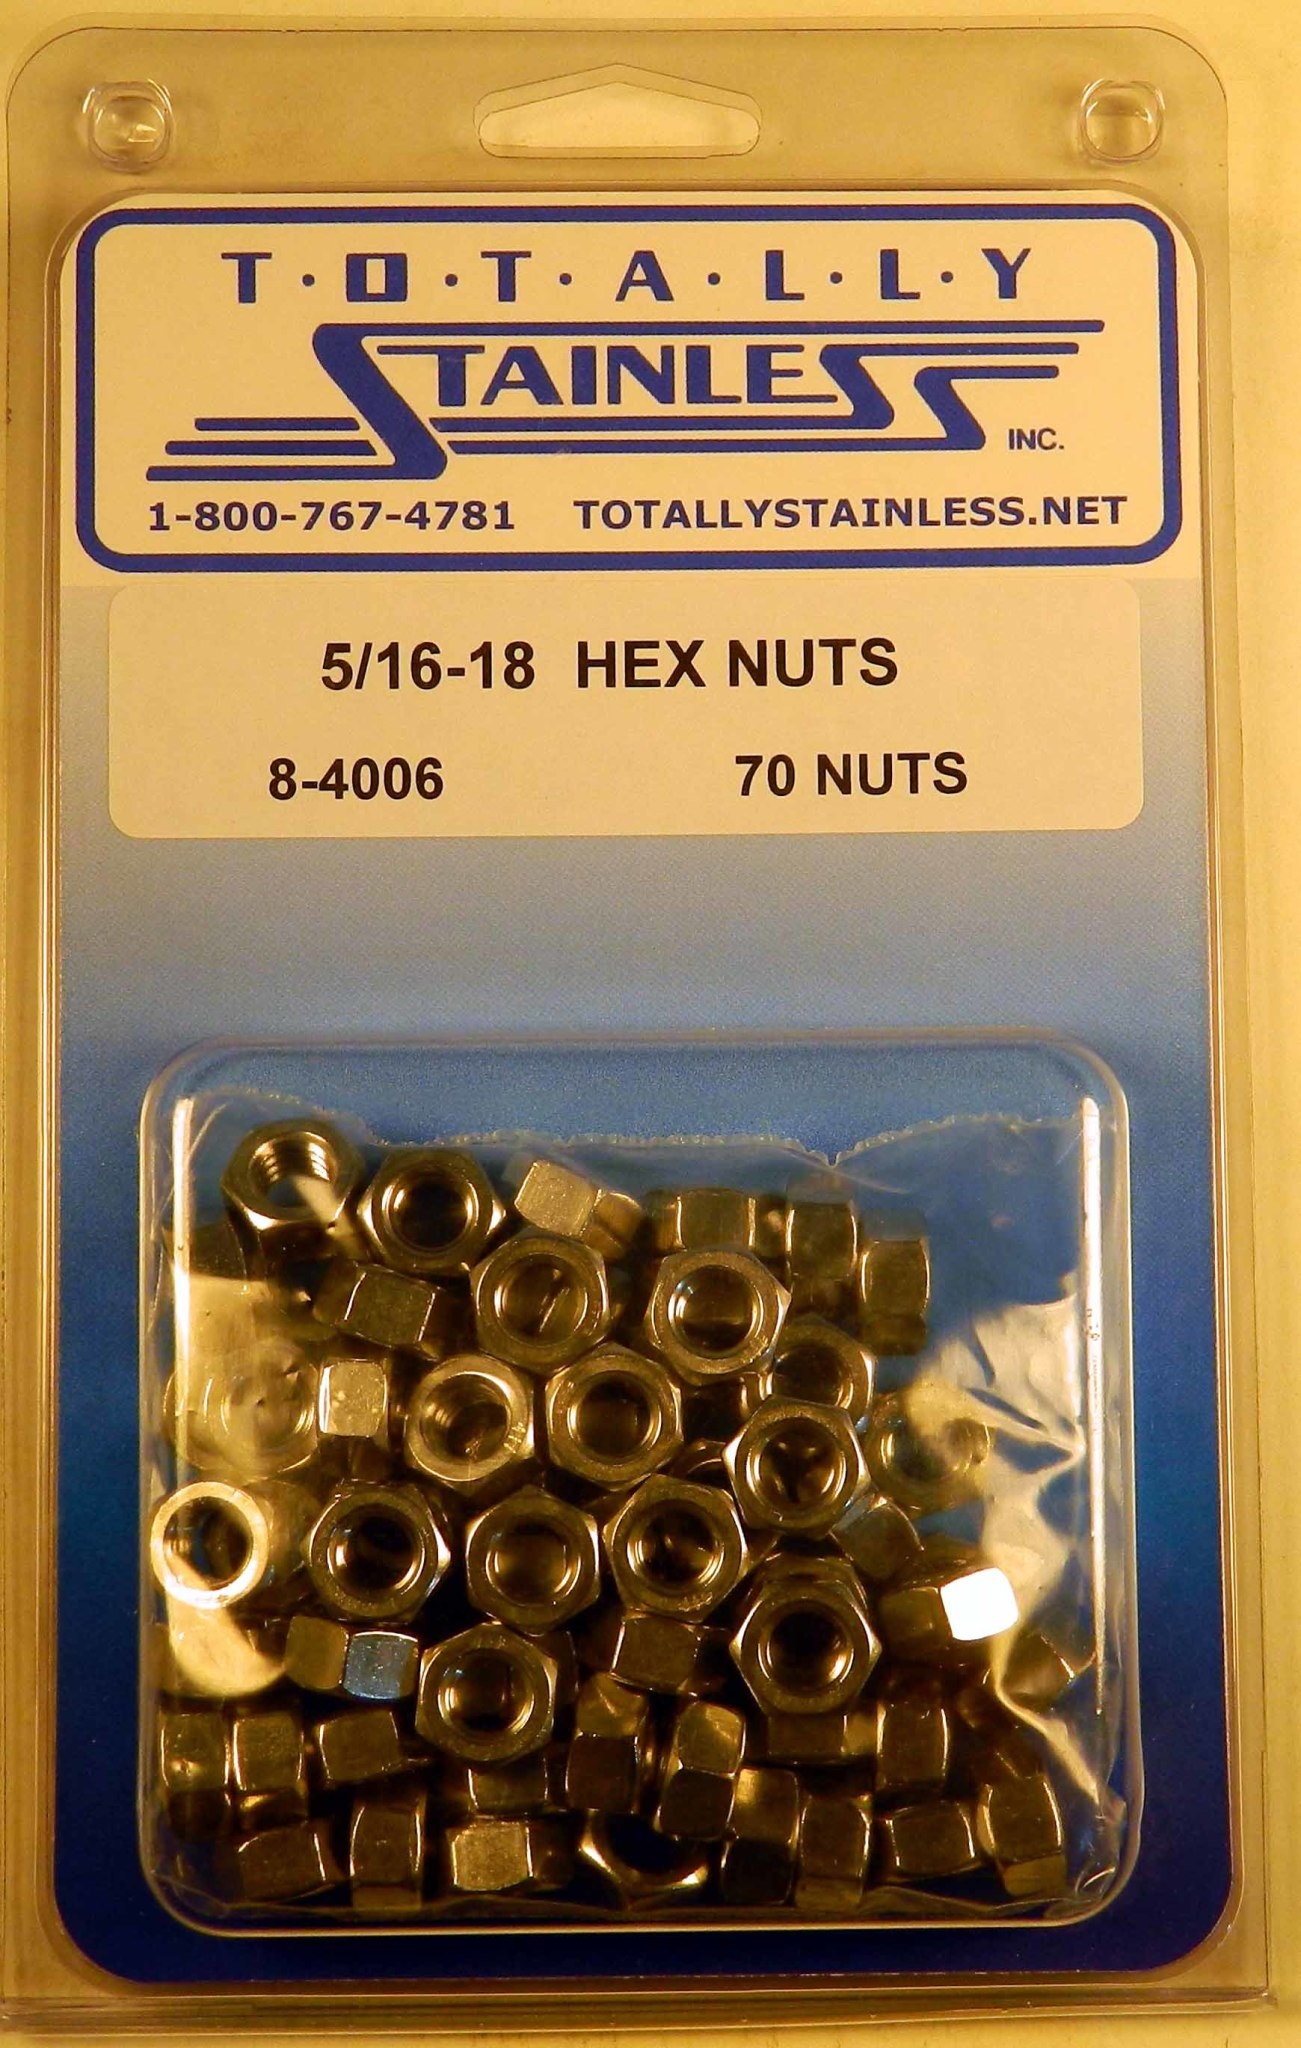 T·O·T·A·L·L·Y
STAINLESS
INC.
1-800-767-4781 TOTALLYSTAINLESS.NET
5/16-18 HEX NUTS
8-4006 70 NUTS